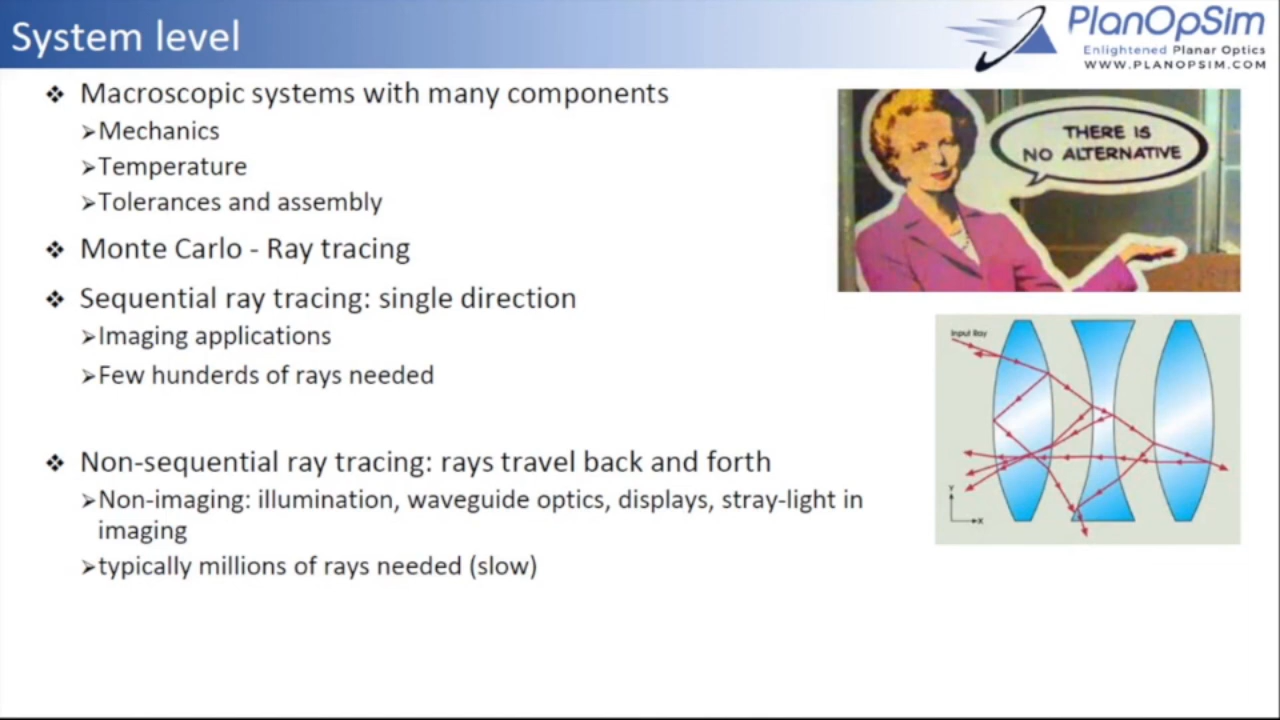 System level
PlanOpSim
Enlightened Planar Optics
WWW.PLANOPSIM.COM
❖ Macroscopic systems with many components
➢Mechanics
➢Temperature
➢Tolerances and assembly
❖ Monte Carlo - Ray tracing
❖ Sequential ray tracing: single direction
➢Imaging applications
➢Few hunderds of rays needed
❖ Non-sequential ray tracing: rays travel back and forth
➢Non-imaging: illumination, waveguide optics, displays, stray-light in
imaging
➢typically millions of rays needed (slow)
THERE IS
NO ALTERNATIVE
Input Ray
Y
X